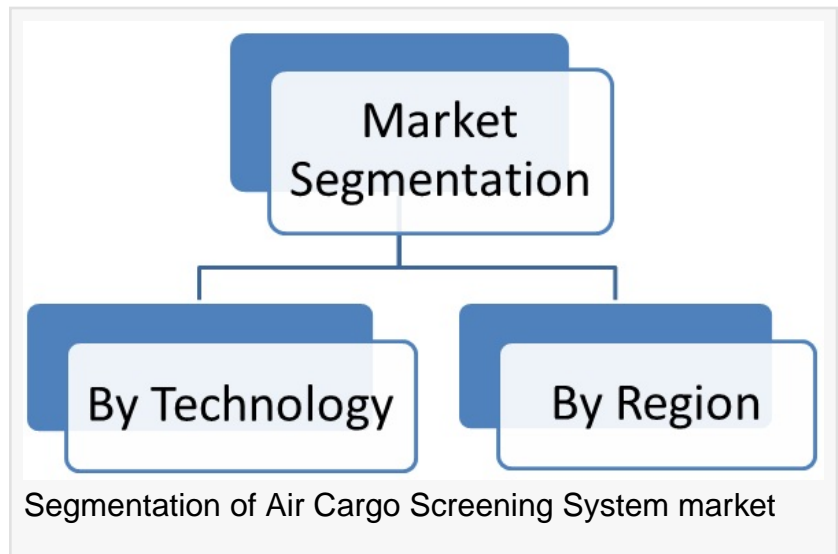 Market
Segmentation
By Technology
By Region
Segmentation of Air Cargo Screening System market